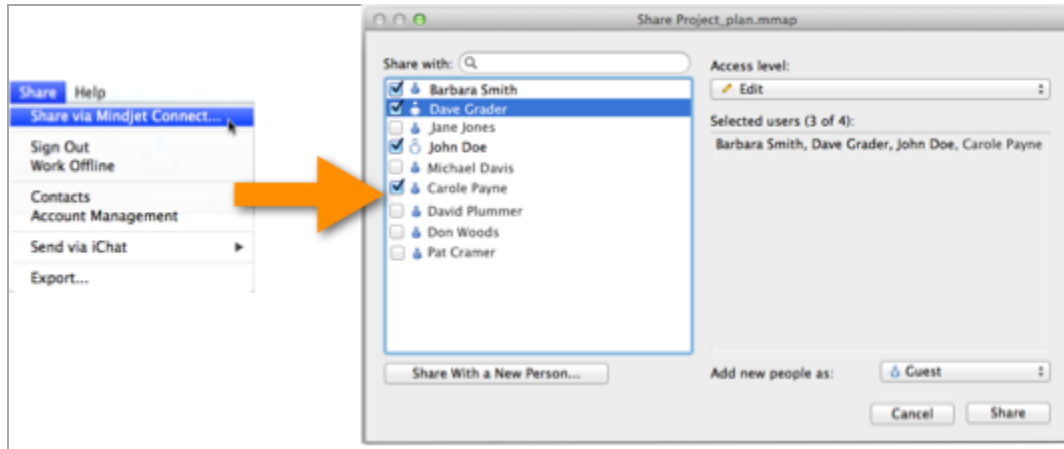 Share Help
Share via Mindjet Connect...
Sign Out
Work Offline
Contacts
Account Management
Send via iChat
Export...
Share Project_plan.mmap
Share with:
Barbara Smith
Dave Grader
Jane Jones
John Doe
Michael Davis
Carole Payne
David Plummer
Don Woods
Pat Cramer
Share With a New Person...
Access level:
Edit
Selected users (3 of 4):
Barbara Smith, Dave Grader, John Doe, Carole Payne
Add new people as: Guest
Cancel Share